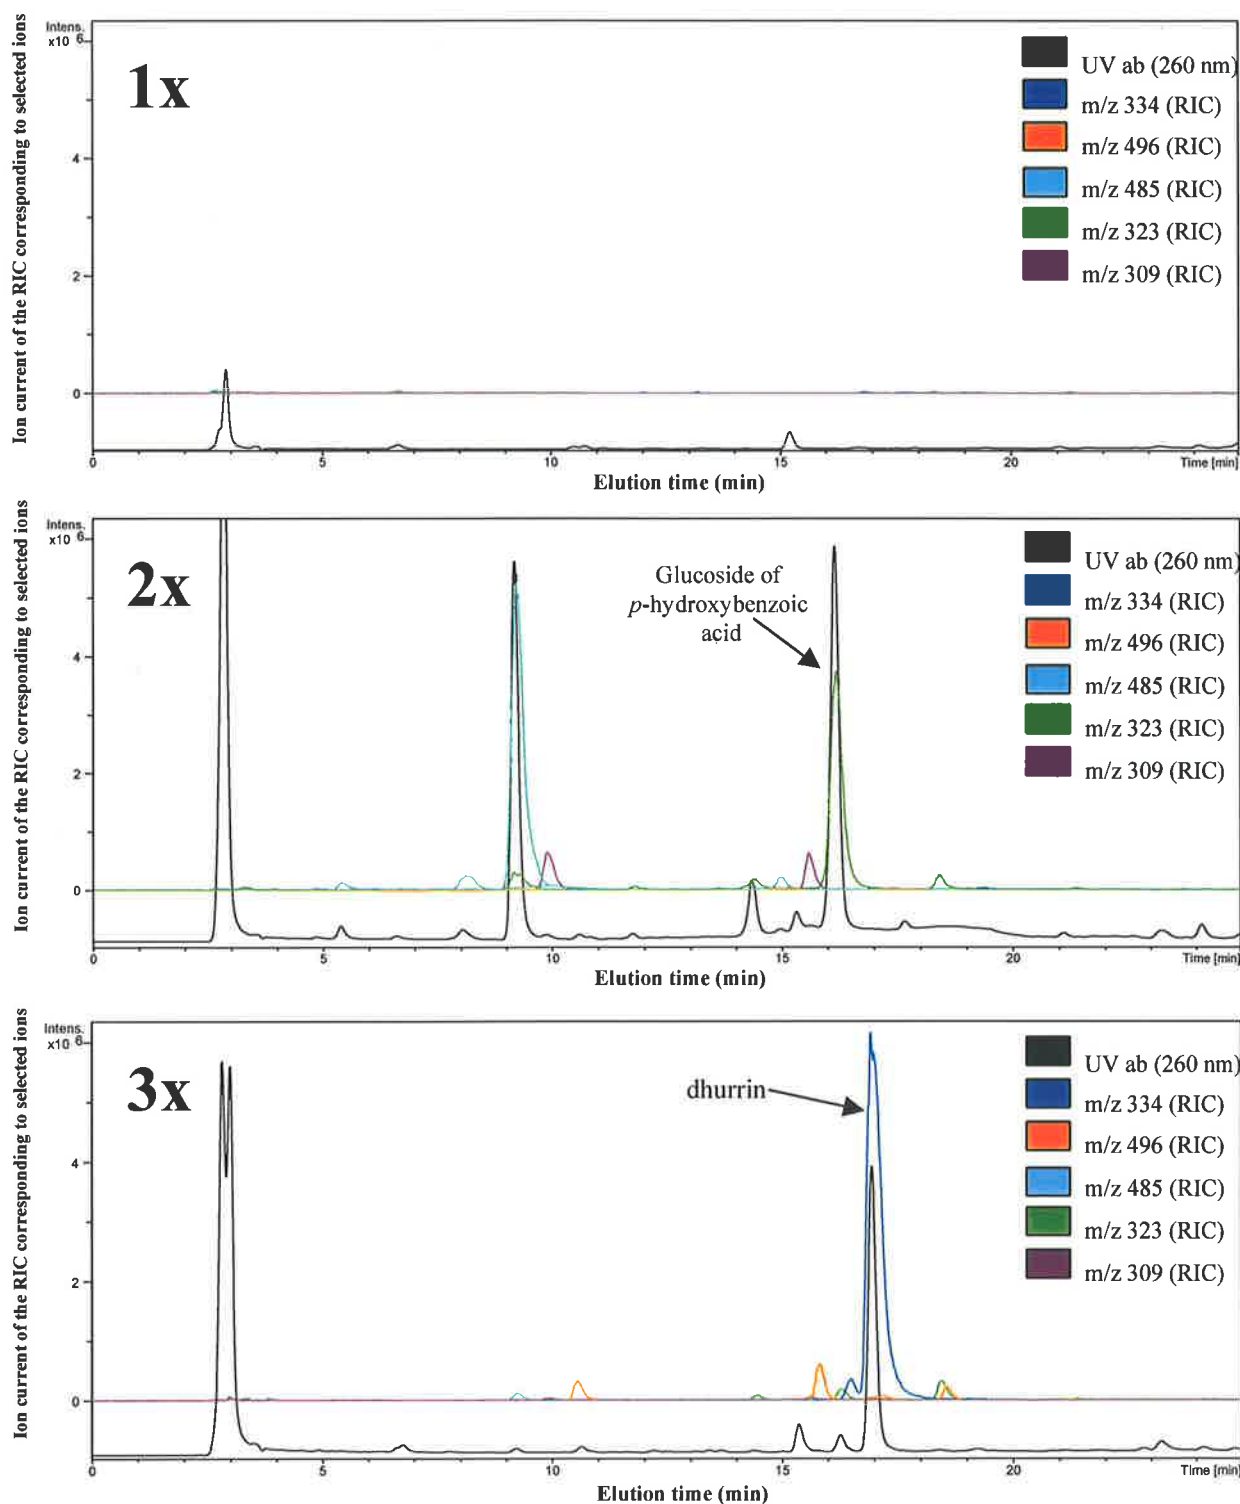 Intens.
x10 6
1x
UV ab (260 nm)
m/z 334 (RIC)
m/z 496 (RIC)
m/z 485 (RIC)
m/z 323 (RIC)
m/z 309 (RIC)
Ion current of the RIC corresponding to selected ions
4
2
0
0 5 10 15 20 Time [min]
Elution time (min)
Intens.
x10 6
2x
Glucoside of
p-hydroxybenzoic
acid
UV ab (260 nm)
m/z 334 (RIC)
m/z 496 (RIC)
m/z 485 (RIC)
m/z 323 (RIC)
m/z 309 (RIC)
Ion current of the RIC corresponding to selected ions
4
2
0
0 5 10 15 20 Time [min]
Elution time (min)
Intens.
x10 6
3x
dhurrin
UV ab (260 nm)
m/z 334 (RIC)
m/z 496 (RIC)
m/z 485 (RIC)
m/z 323 (RIC)
m/z 309 (RIC)
Ion current of the RIC corresponding to selected ions
4
2
0
0 5 10 15 20 Time [min]
Elution time (min)